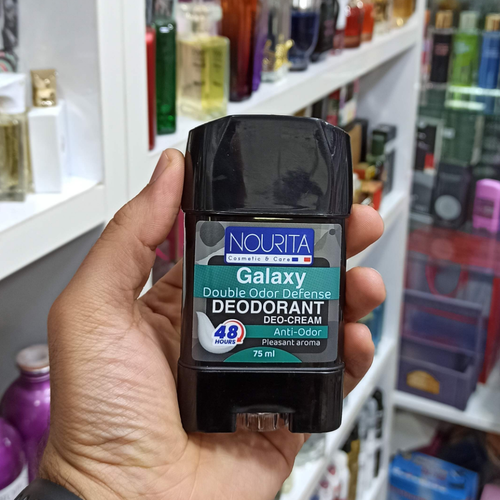 NOURITA
Cosmetic & Care
Galaxy
Double Odor Defense
DEODORANT
DEO-CREAM
Anti-Odor
48
HOURS
Pleasant aroma
75 ml